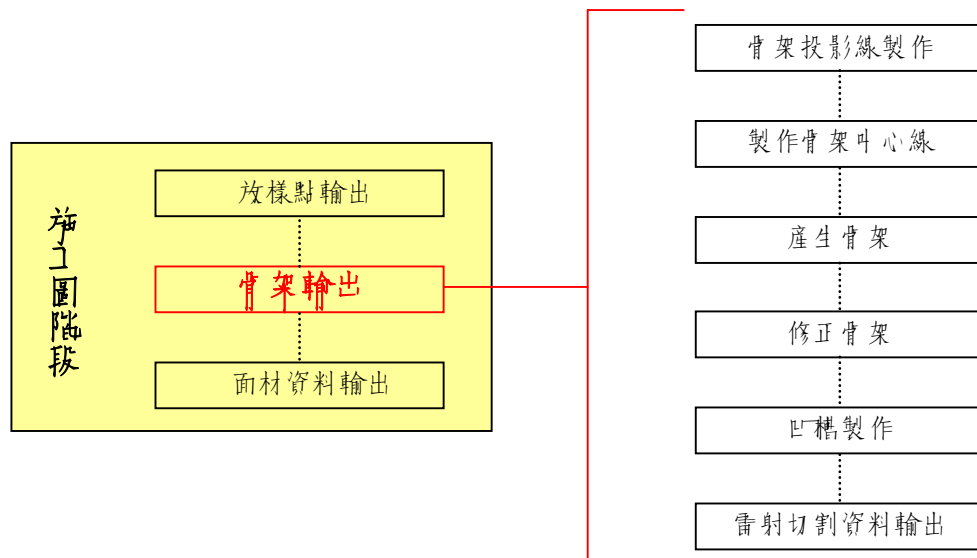 施工圖階段
放樣點輸出
骨架輸出
面材資料輸出
骨架投影線製作
製作骨架中心線
產生骨架
修正骨架
凹槽製作
雷射切割資料輸出